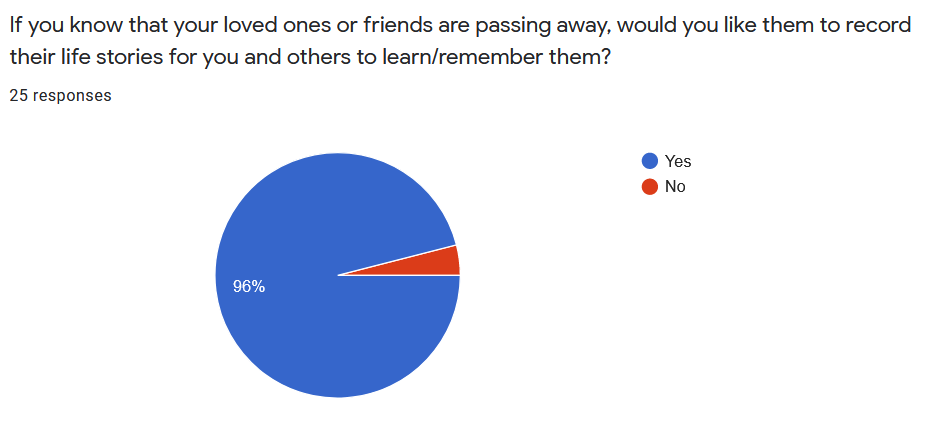 If you know that your loved ones or friends are passing away, would you like them to record
their life stories for you and others to learn/remember them?
25 responses
Yes
No
96%